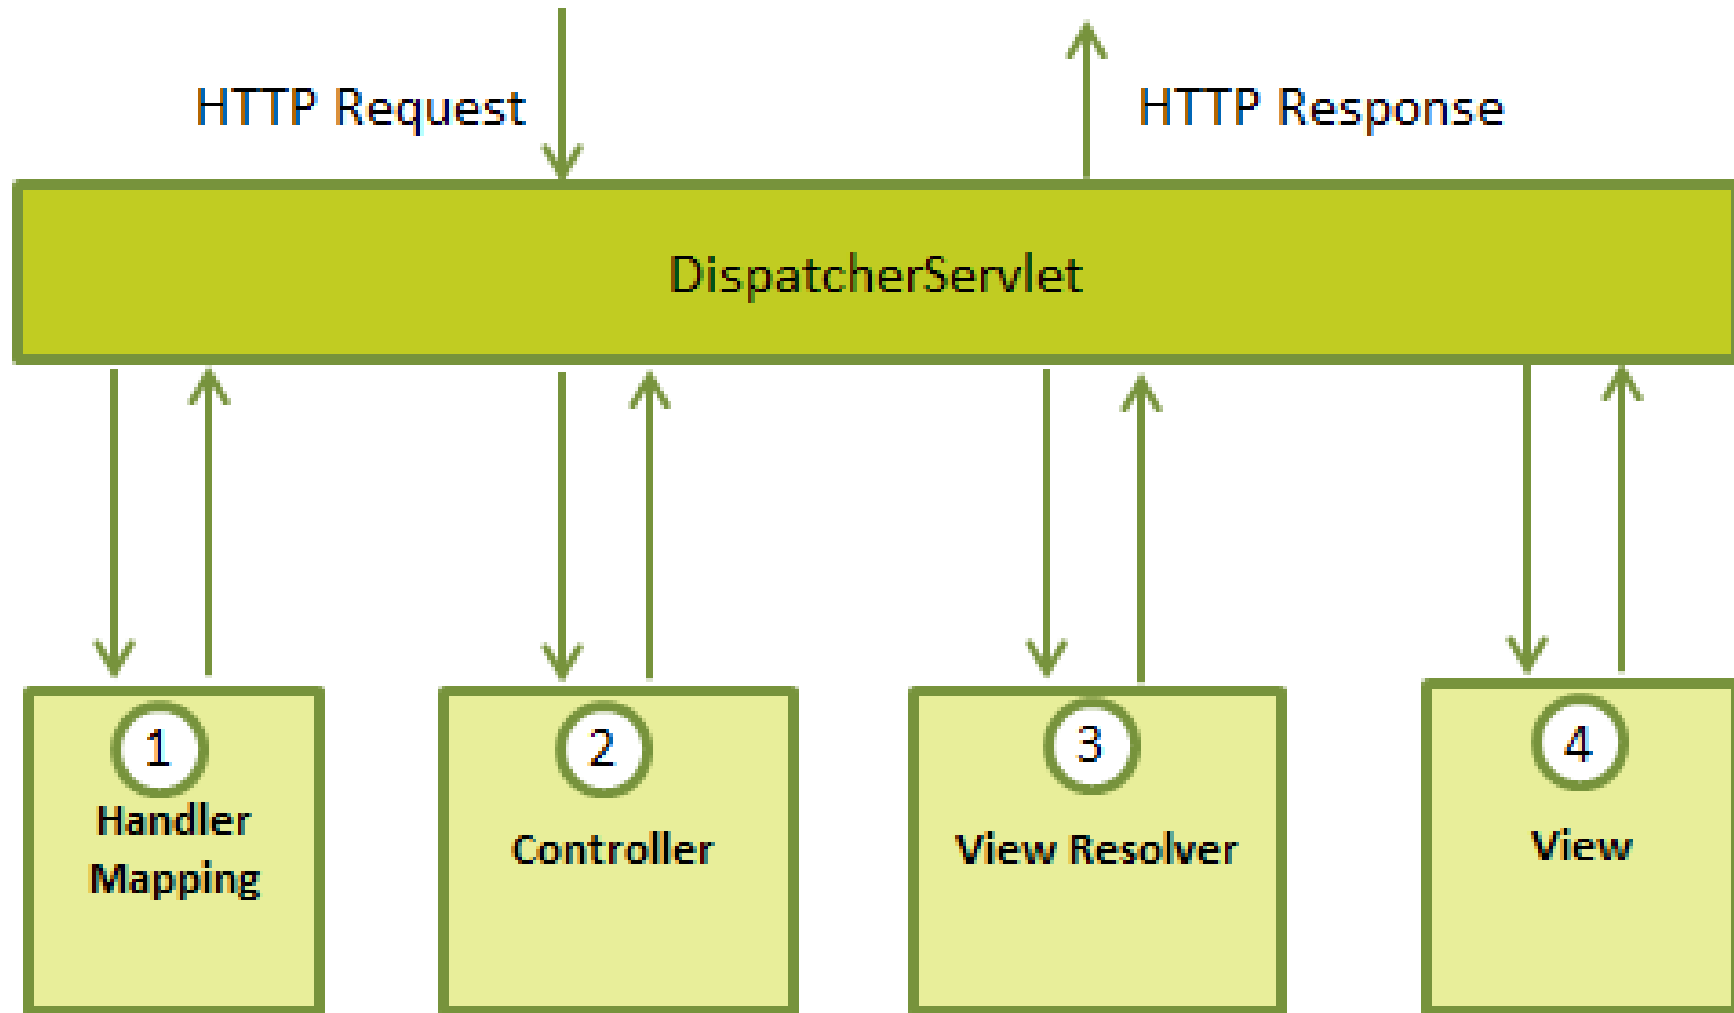 HTTP Request
HTTP Response
DispatcherServlet
1
Handler
Mapping
2
Controller
3
View Resolver
4
View